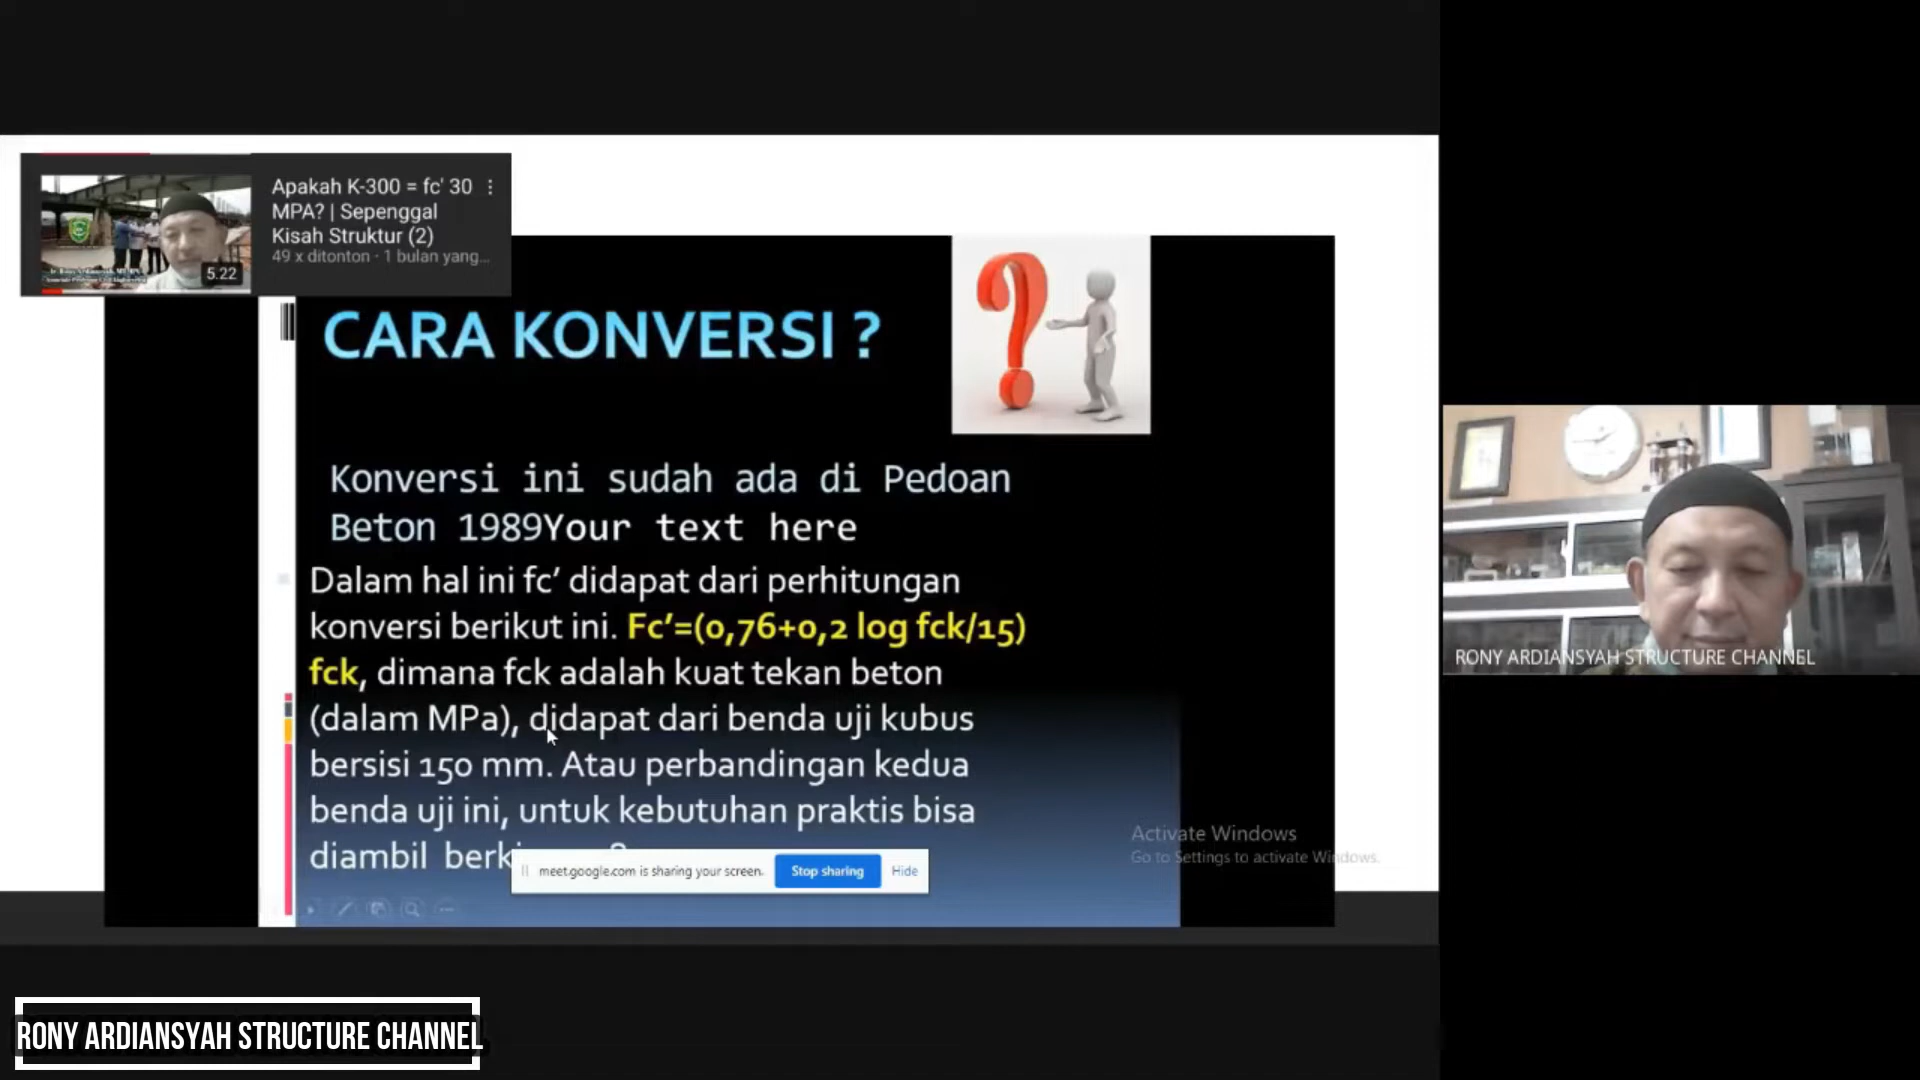 Apakah K-300 = fc' 30
MPA? | Sepenggal
Kisah Struktur (2)
49 x ditonton · 1 bulan yang...
5.22
CARA KONVERSI ?
Konversi ini sudah ada di Pedoan
Beton 1989Your text here
Dalam hal ini fc’ didapat dari perhitungan
konversi berikut ini. Fc’=(0,76+0,2 log fck/15)
fck, dimana fck adalah kuat tekan beton
(dalam MPa), didapat dari benda uji kubus
bersisi 150 mm. Atau perbandingan kedua
benda uji ini, untuk kebutuhan praktis bisa
diambil
meet.google.com is sharing your screen.
Stop sharing
Hide
Activate Windows
Go to Settings to activate Windows.
RONY ARDIANSYAH STRUCTURE CHANNEL
RONY ARDIANSYAH STRUCTURE CHANNEL